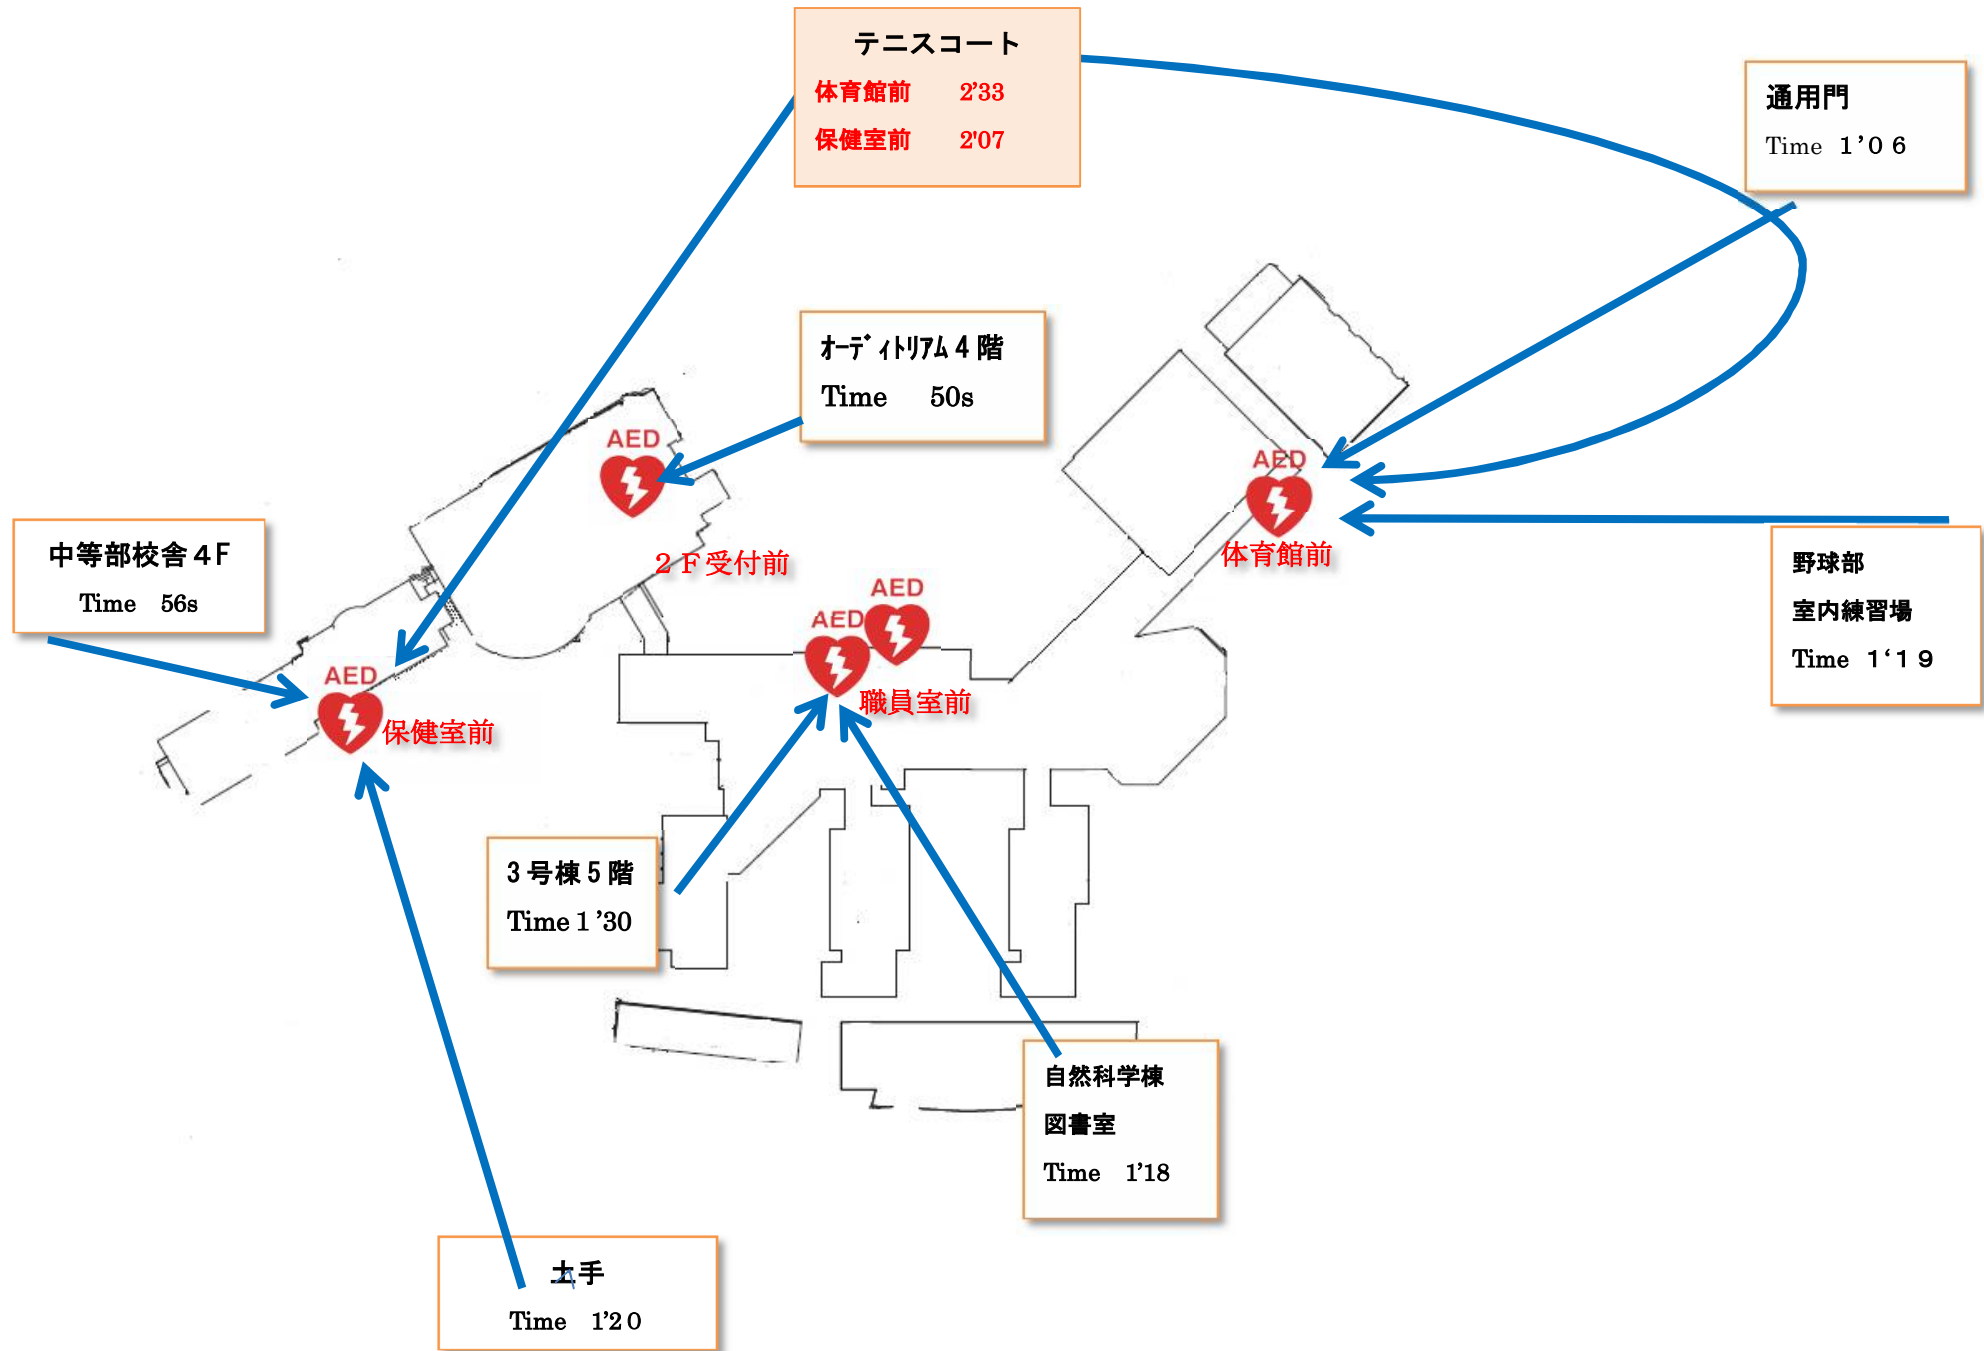 テニスコート
体育館前 2’33
保健室前 2'07
通用門
Time １’０６
オーディトリアム４階
Time 50s
AED
２Ｆ受付前
AED
体育館前
中等部校舎４F
Time 56s
AED
保健室前
AED
AED
職員室前
野球部
室内練習場
Time １‘１９
３号棟５階
Time１’30
自然科学棟
図書室
Time 1’18
土手
Time 1’2０